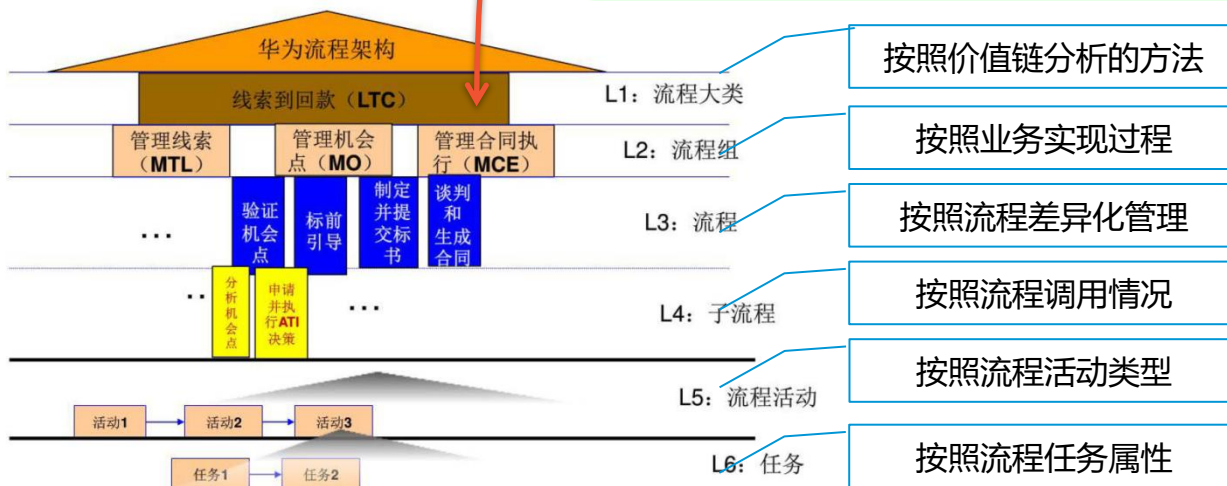 华为流程架构
按照价值链分析的方法
线索到回款（LTC）
L1：流程大类
管理线索
（MTL）
管理机会
点（MO）
管理合同执
行（MCE）
L2：流程组
按照业务实现过程
验证
机会
点
标前
引导
制定
并提
交标
书
谈判
和
生成
合同
...
L3：流程
按照流程差异化管理
..
分
析
机
会
点
申请
并执
行ATI
决策
...
L4：子流程
按照流程调用情况
L5：流程活动
按照流程活动类型
活动1
活动2
活动3
L6：任务
按照流程任务属性
任务1
任务2